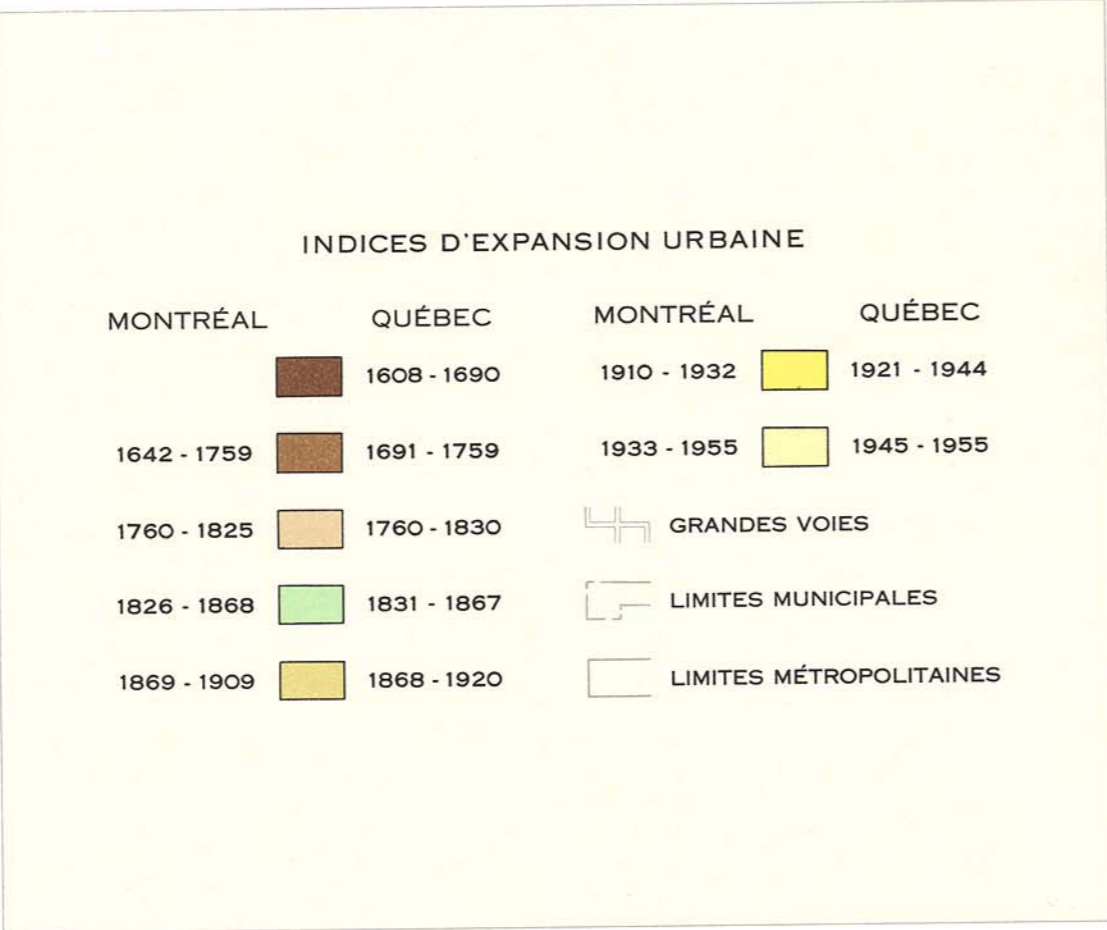 INDICES D'EXPANSION URBAINE
MONTRÉAL QUÉBEC
1608 - 1690
1642 - 1759 1691 - 1759
1760 - 1825 1760 - 1830
1826 - 1868 1831 - 1867
1869 - 1909 1868 - 1920
MONTRÉAL QUÉBEC
1910 - 1932 1921 - 1944
1933 - 1955 1945 - 1955
GRANDES VOIES
LIMITES MUNICIPALES
LIMITES MÉTROPOLITAINES